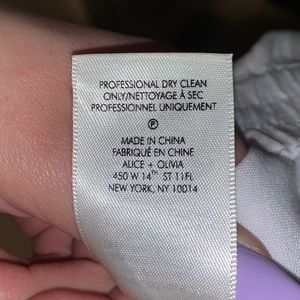 PROFESSIONAL DRY CLEAN
ONLY/NETTOYAGE À SEC
PROFESSIONNEL UNIQUEMENT
P
MADE IN CHINA
FABRIQUÉ EN CHINE
ALICE + OLIVIA
450 W 14TH ST 11FL
NEW YORK, NY 10014